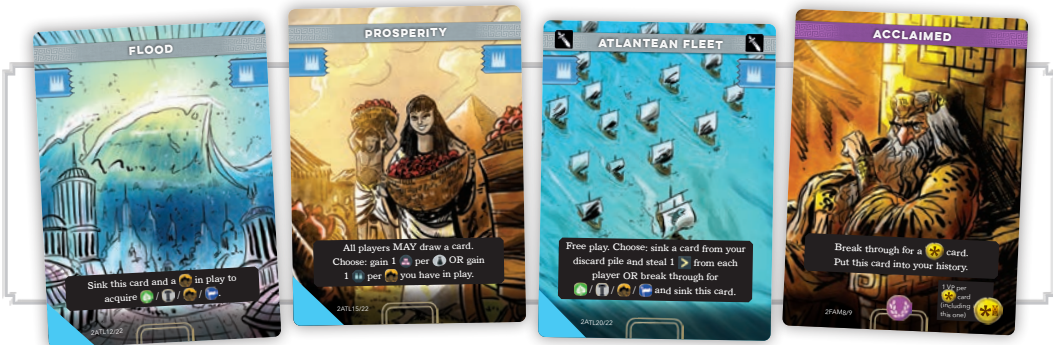 FLOOD
Sink this card and a in play to
acquire / / / .
2ATL12/22
PROSPERITY
All players MAY draw a card.
Choose: gain 1 per OR gain
1 per you have in play.
2ATL15/22
ATLANTEAN FLEET
Free play. Choose: sink a card from your
discard pile and steal 1 from each
player OR break through for
/ / / and sink this card.
2ATL20/22
ACCLAIMED
Break through for a card.
Put this card into your history.
2FAM8/9
1 VP per
card
(including
this one)